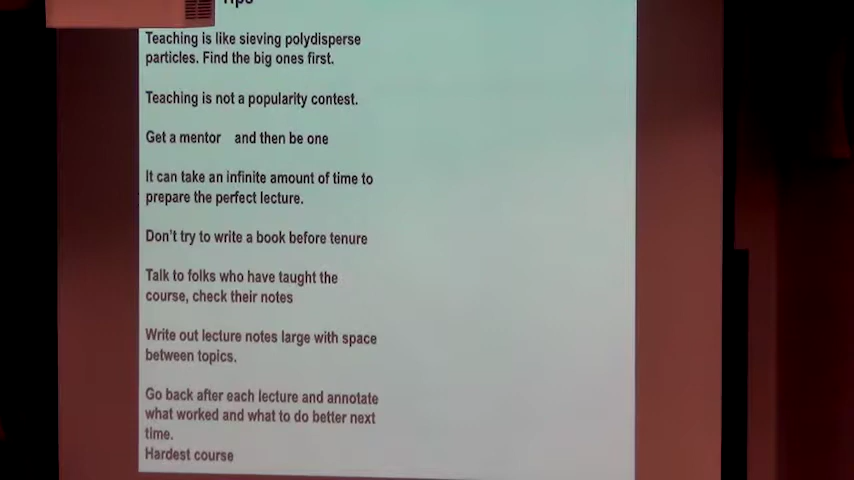 Tips
Teaching is like sieving polydisperse
particles. Find the big ones first.
Teaching is not a popularity contest.
Get a mentor and then be one
It can take an infinite amount of time to
prepare the perfect lecture.
Don't try to write a book before tenure
Talk to folks who have taught the
course, check their notes
Write out lecture notes large with space
between topics.
Go back after each lecture and annotate
what worked and what to do better next
time.
Hardest course